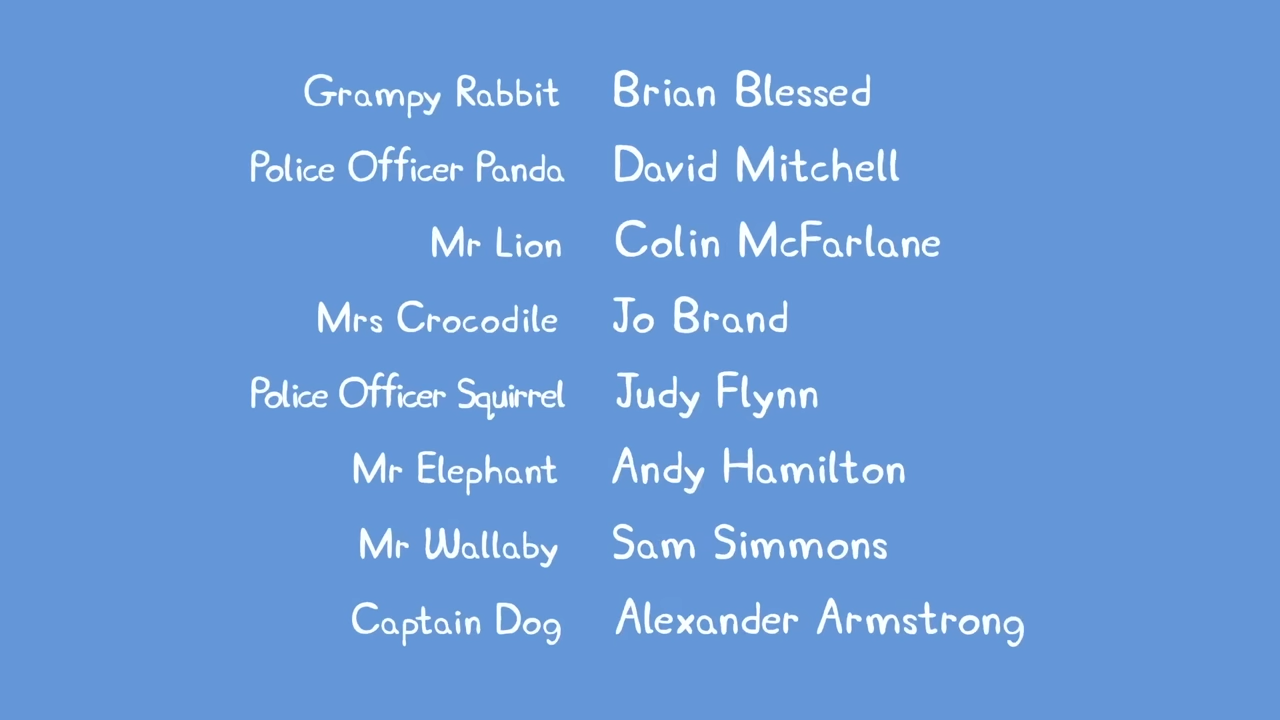 Grampy Rabbit Brian Blessed
Police Officer Panda David Mitchell
Mr Lion Colin McFarlane
Mrs Crocodile Jo Brand
Police Officer Squirrel Judy Flynn
Mr Elephant Andy Hamilton
Mr Wallaby Sam Simmons
Captain Dog Alexander Armstrong